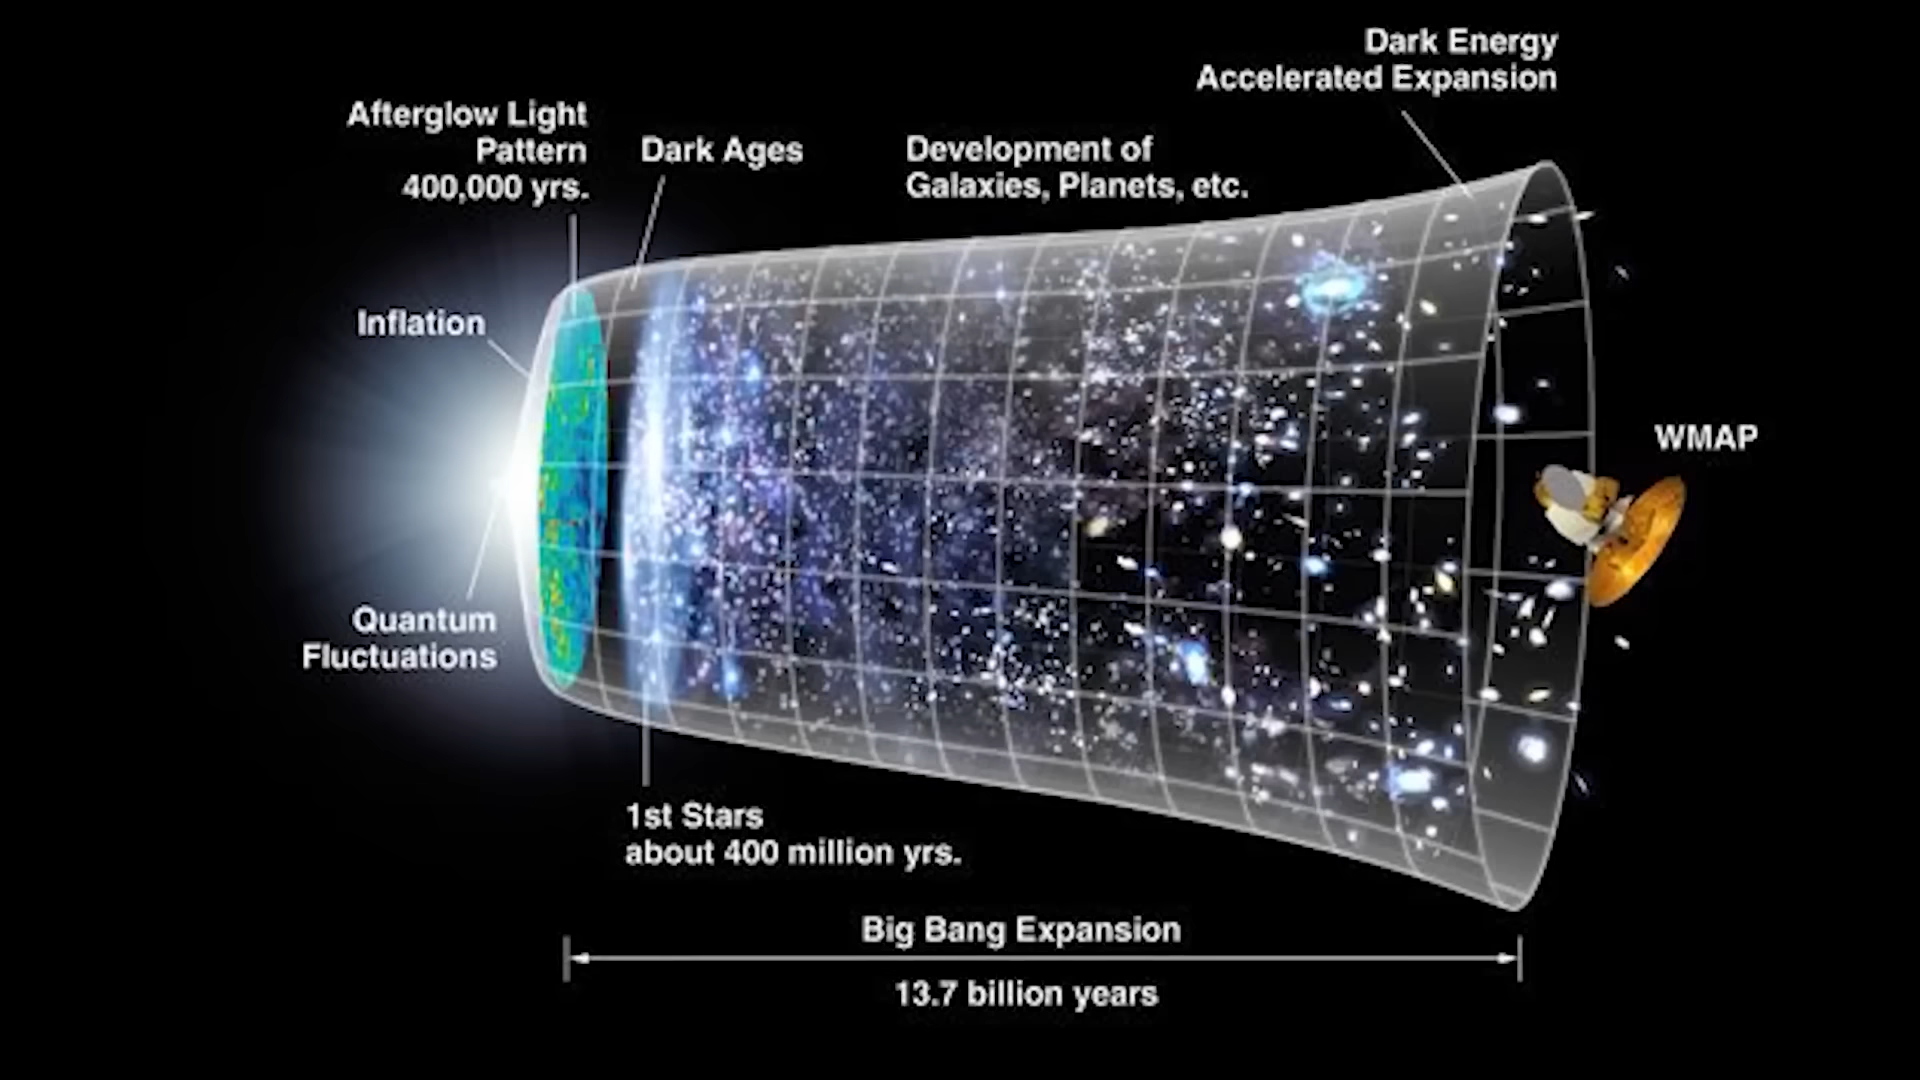 Dark Energy
Accelerated Expansion
Afterglow Light
Pattern
400,000 yrs.
Dark Ages
Development of
Galaxies, Planets, etc.
Inflation
WMAP
Quantum
Fluctuations
1st Stars
about 400 million yrs.
Big Bang Expansion
13.7 billion years